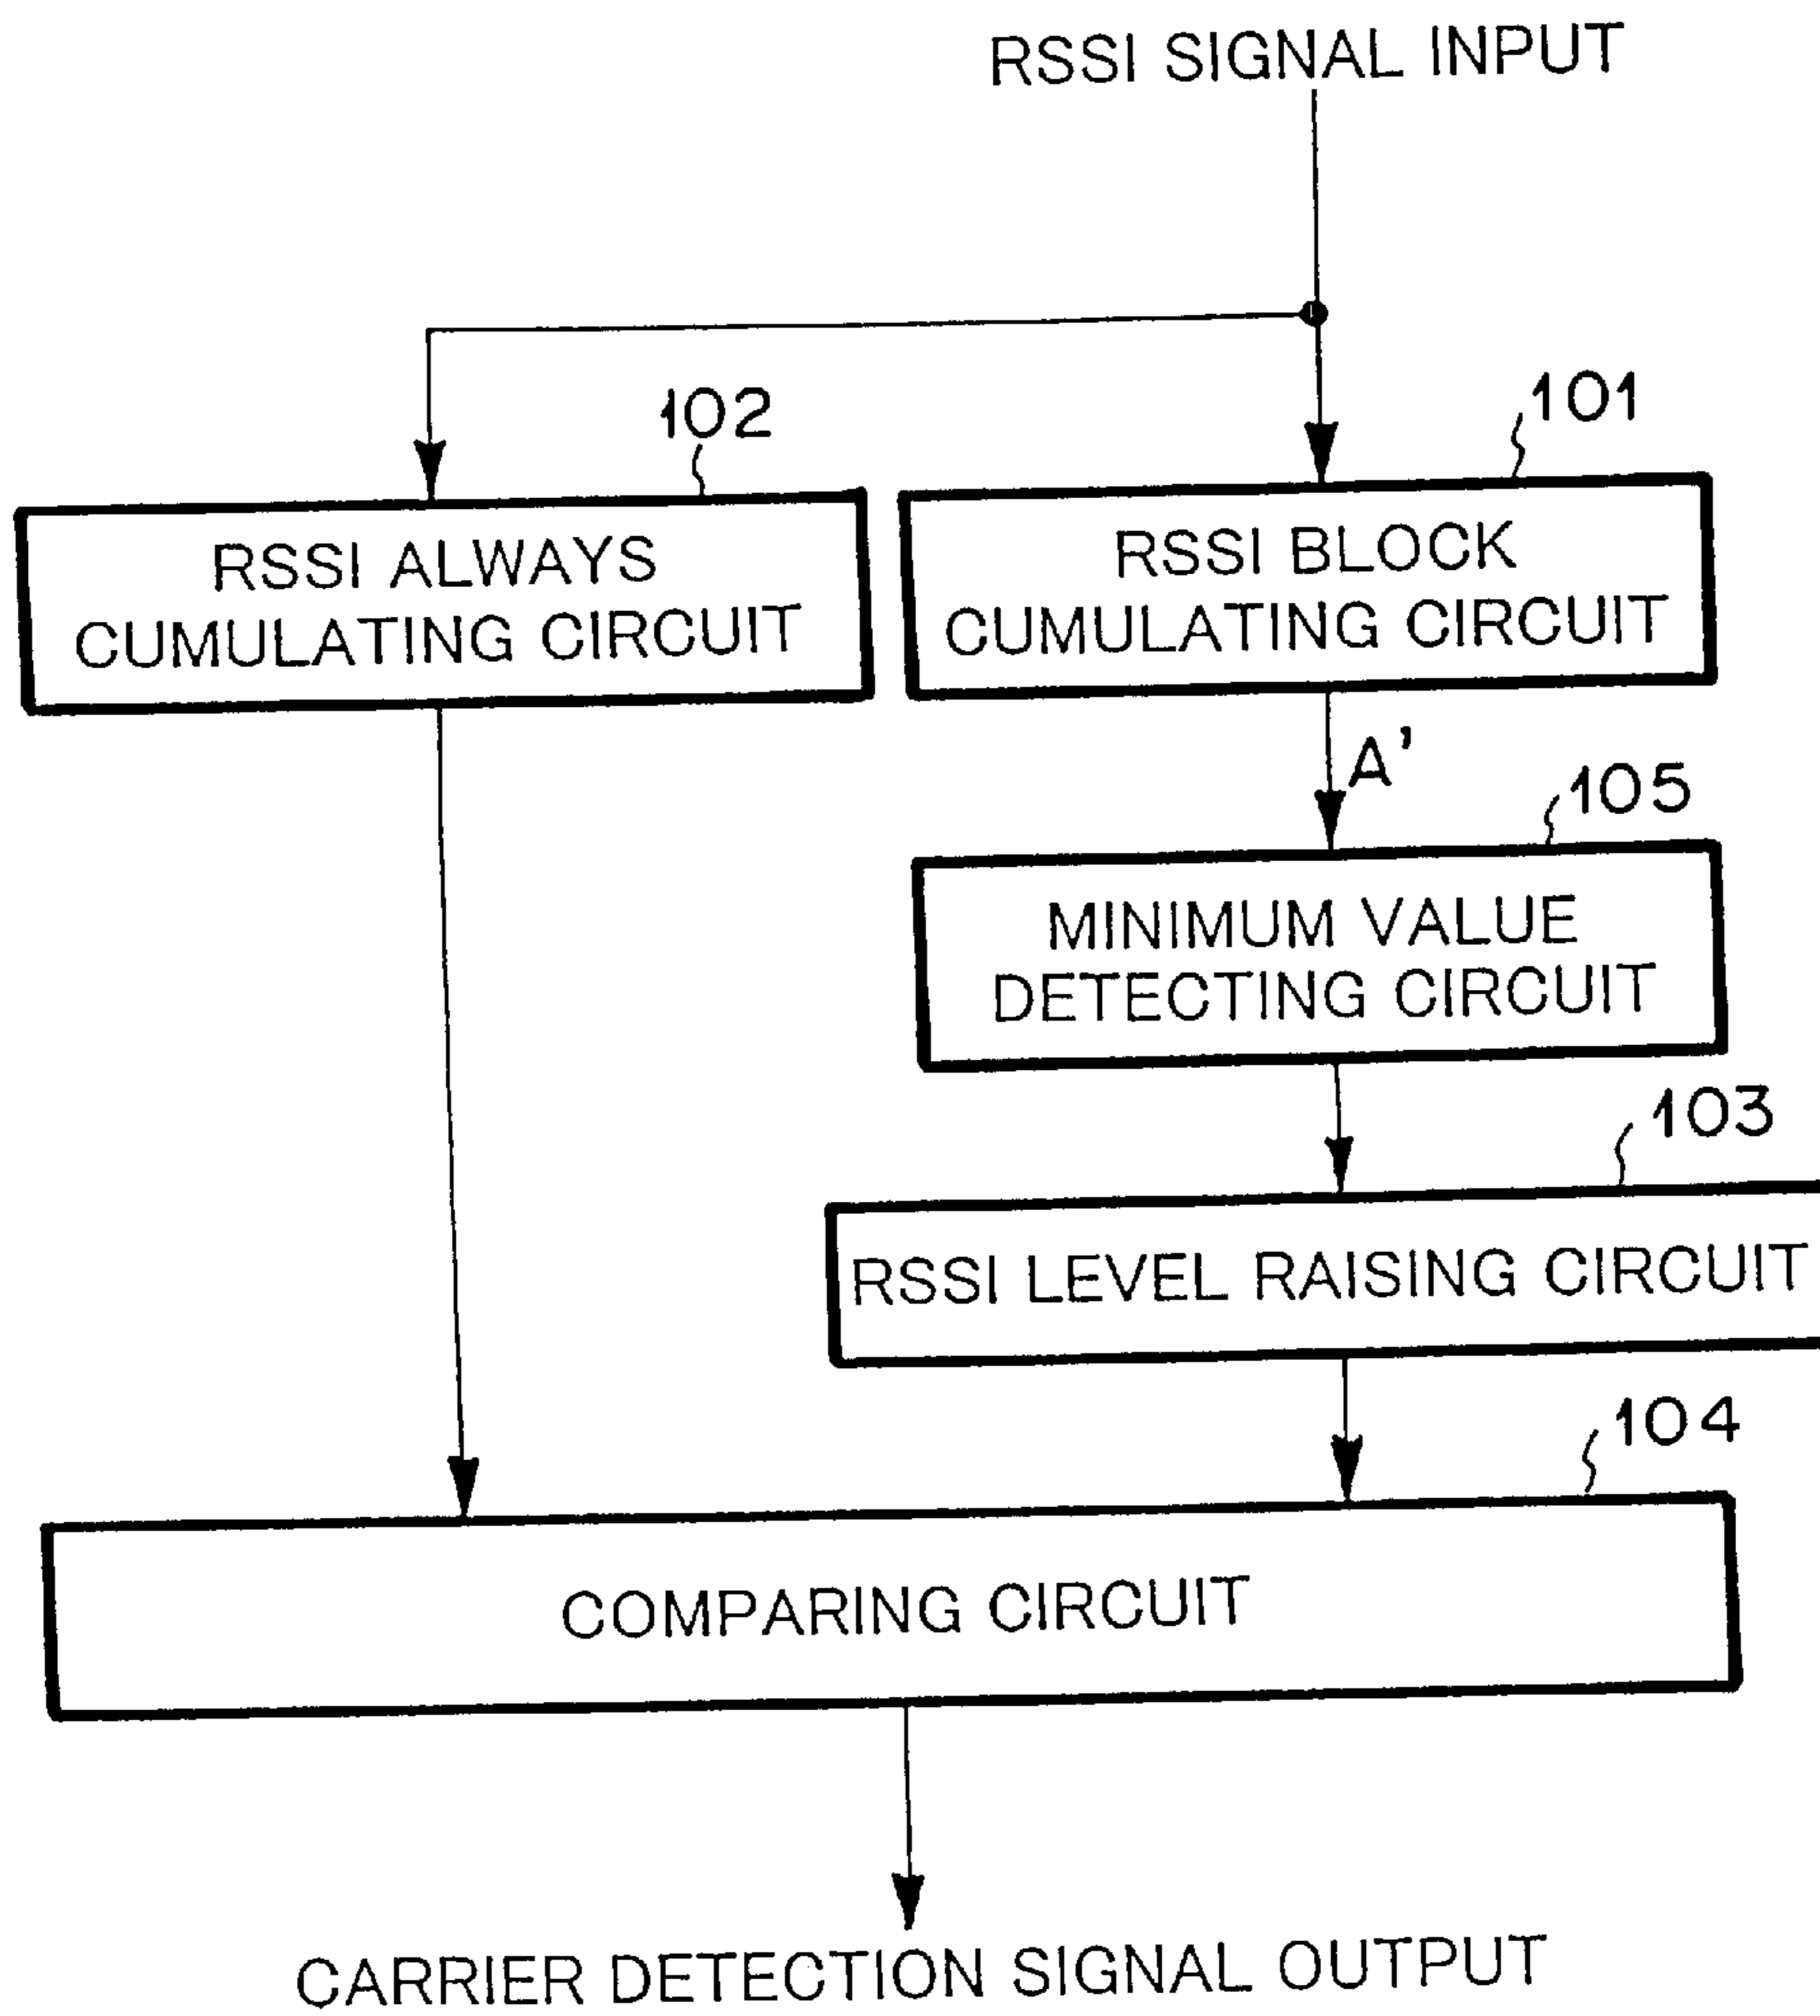 RSSI SIGNAL INPUT
102
101
RSSI ALWAYS
CUMULATING CIRCUIT
RSSI BLOCK
CUMULATING CIRCUIT
A'
105
MINIMUM VALUE
DETECTING CIRCUIT
103
RSSI LEVEL RAISING CIRCUIT
104
COMPARING CIRCUIT
CARRIER DETECTION SIGNAL OUTPUT